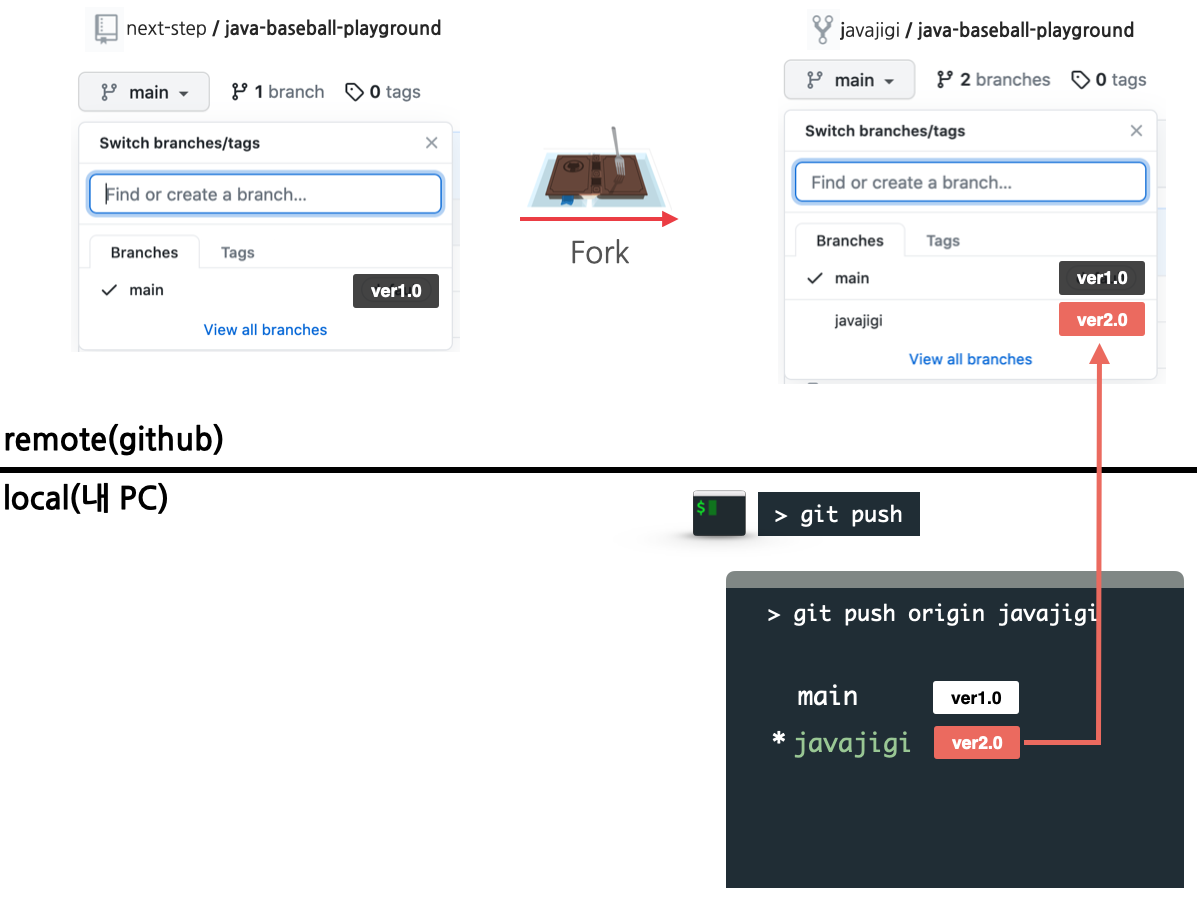 next-step / java-baseball-playground
main
1 branch
0 tags
Switch branches/tags
Find or create a branch...
Branches
Tags
main
ver1.0
View all branches
Fork
javajigi / java-baseball-playground
main
2 branches
0 tags
Switch branches/tags
Find or create a branch...
Branches
Tags
main
ver1.0
javajigi
ver2.0
View all branches
remote(github)
local(내 PC)
$
> git push
> git push origin javajigi
main
ver1.0
* javajigi
ver2.0